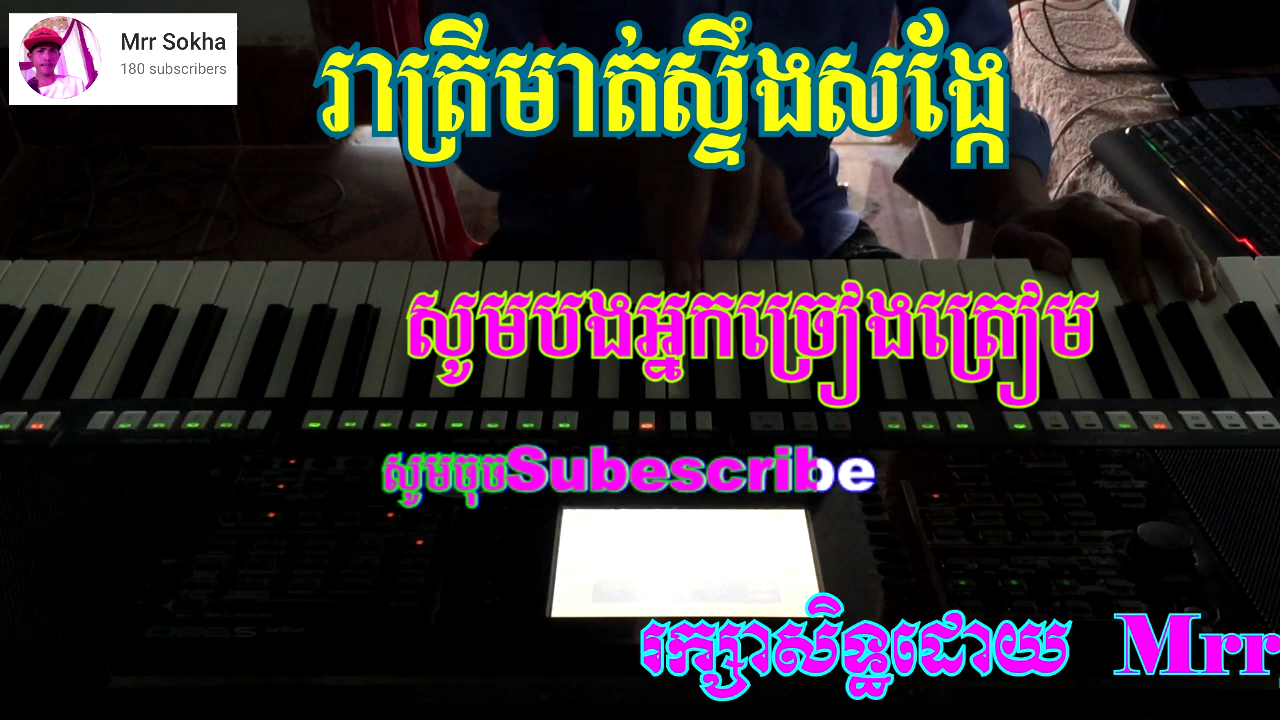 Mrr Sokha
180 subscribers
រាត្រីមាត់ស្ទឹងសង្កែ
សូមបងអ្នកចច្រៀងត្រៀម
សូមចុចSubescribe
រក្សាសិទ្ធដោយ Mrr